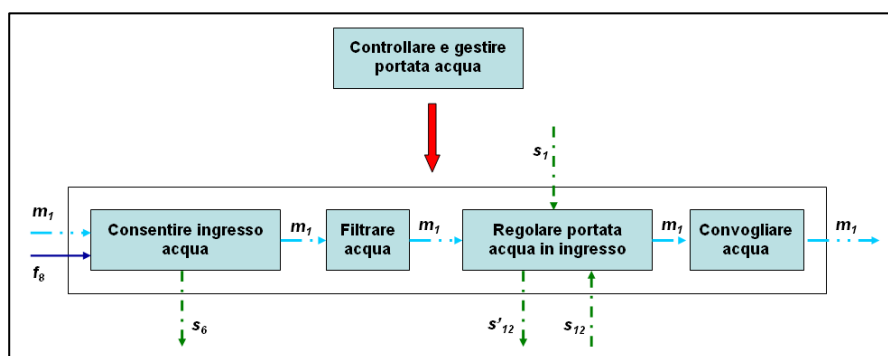 Controllare e gestire
portata acqua
s1
m1
Consentire ingresso
acqua
m1
Filtrare
acqua
m1
Regolare portata
acqua in ingresso
m1
Convogliare
acqua
m1
f8
s6
s'12
s12